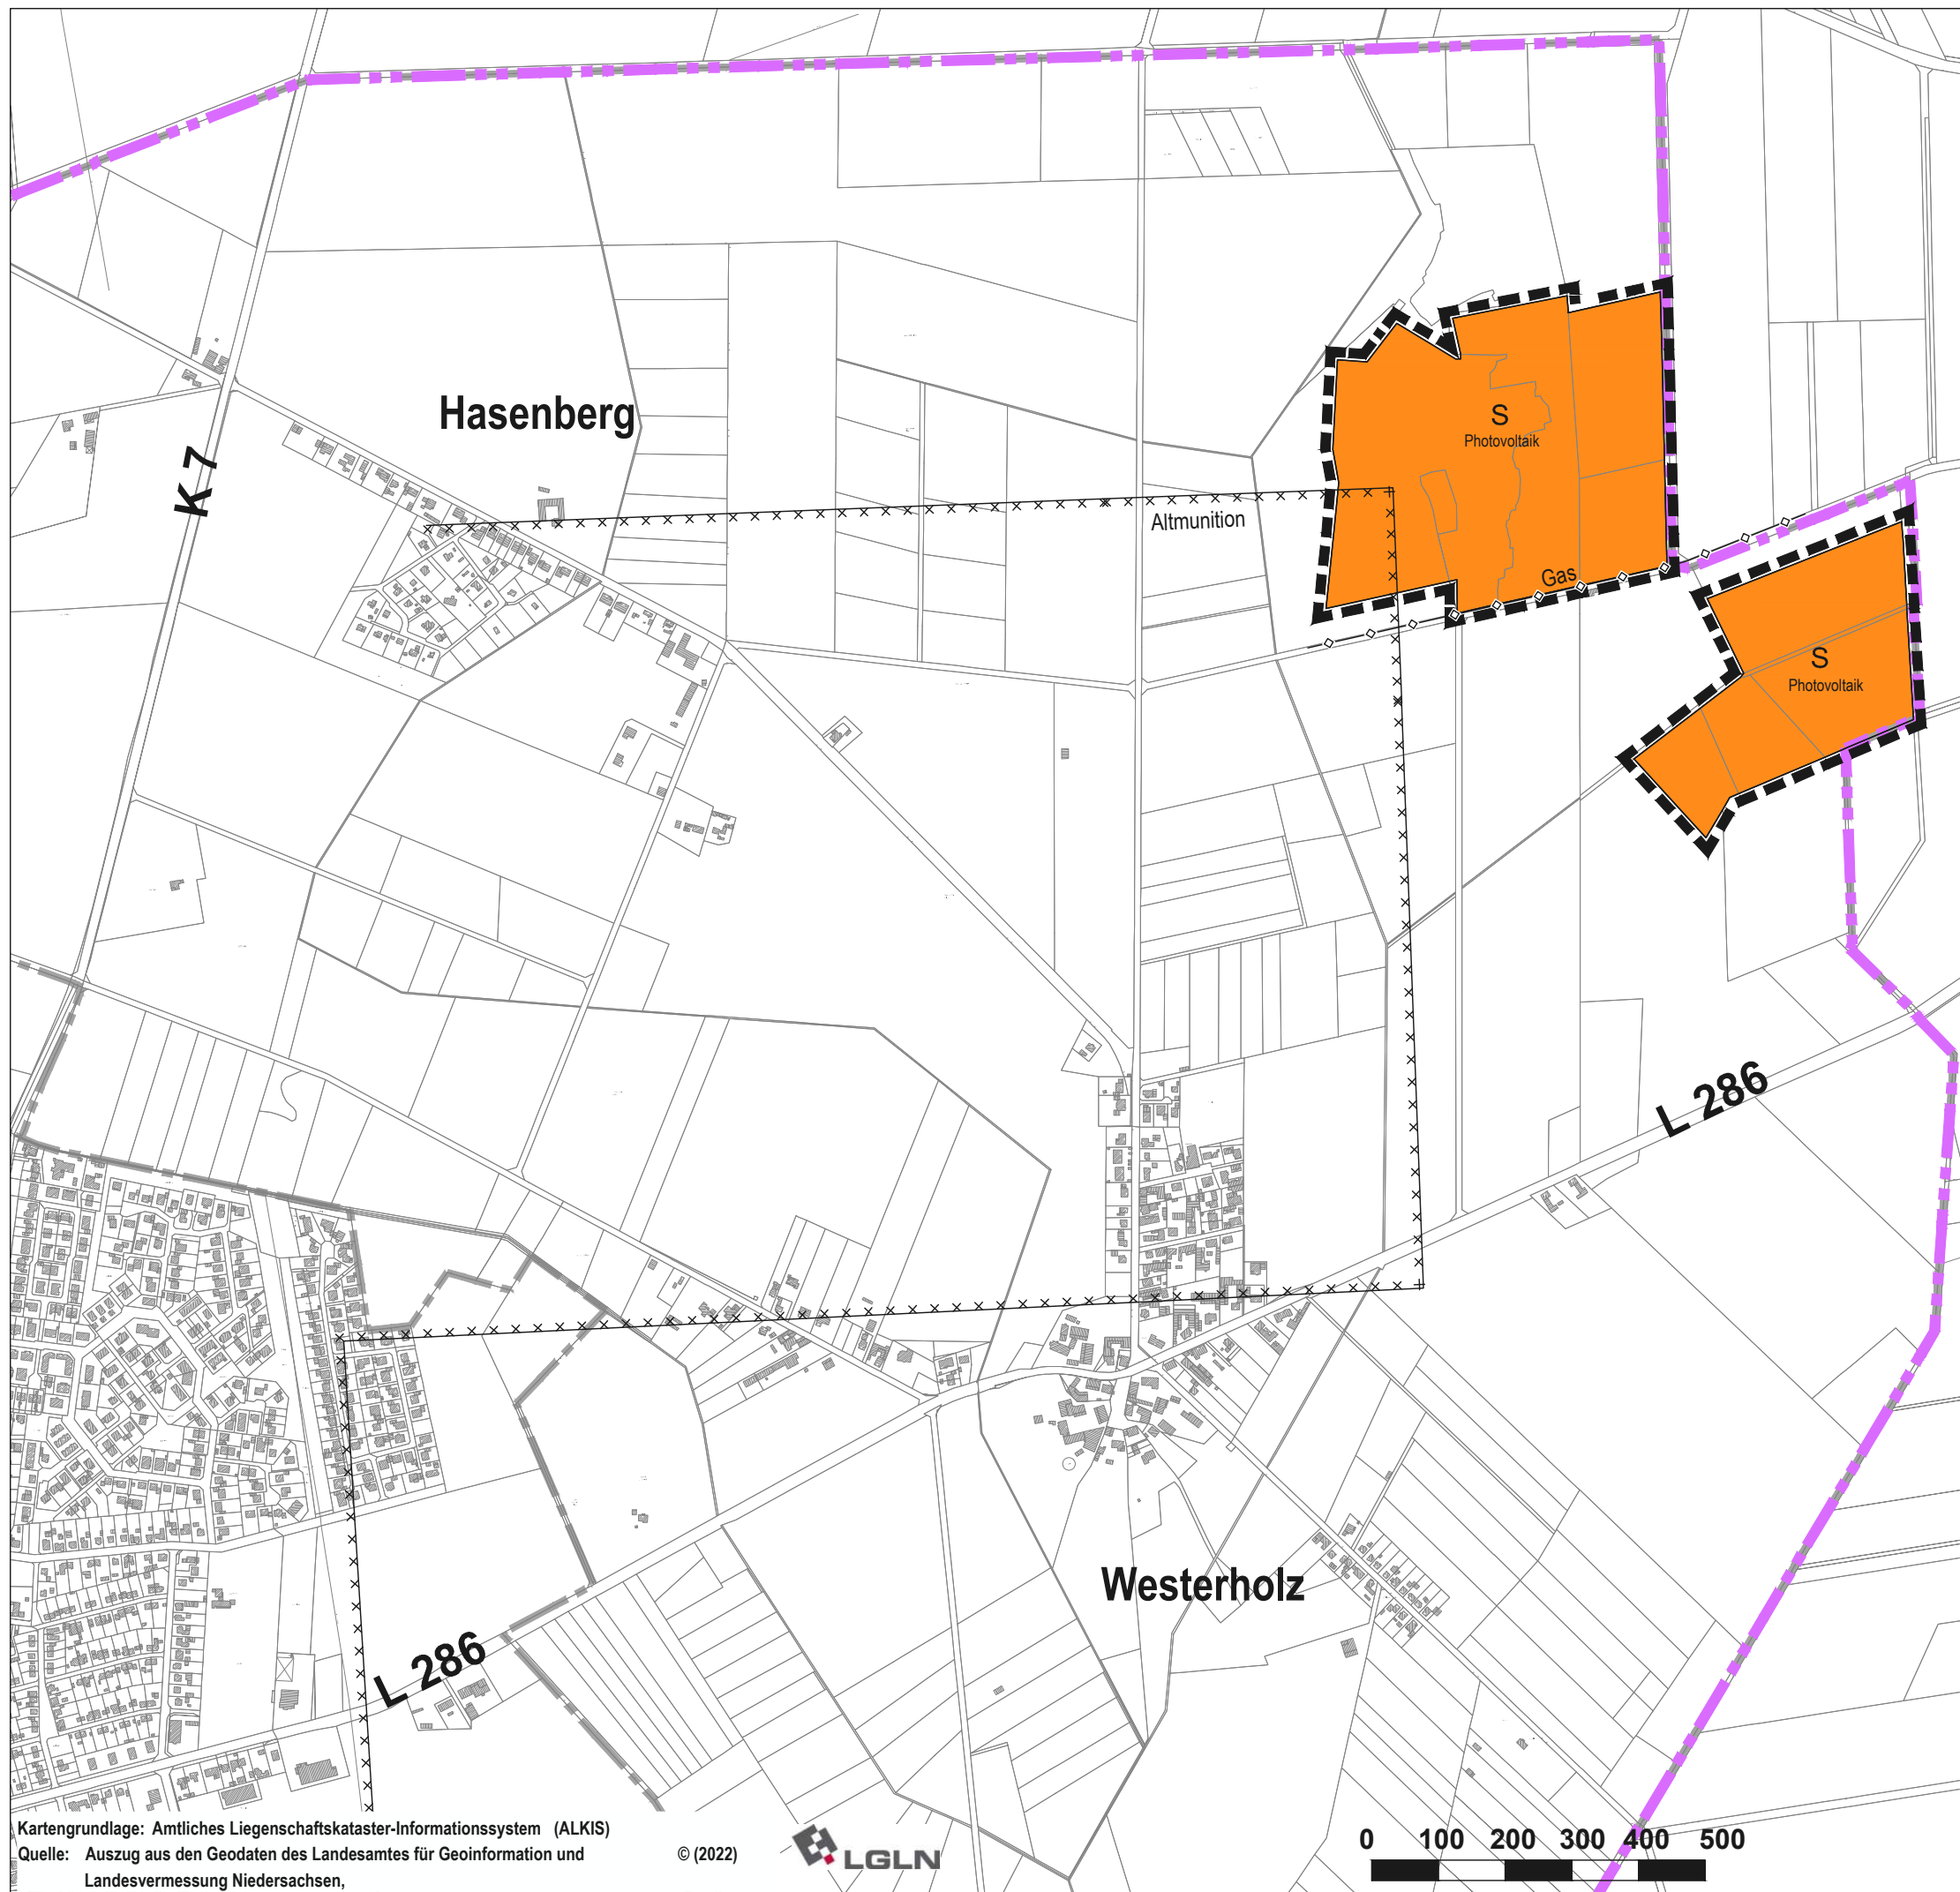 Hasenberg
K 7
S
Photovoltaik
Altmunition
Gas
S
Photovoltaik
L 286
Westerholz
L 286
Kartengrundlage: Amtliches Liegenschaftskataster-Informationssystem (ALKIS)
Quelle: Auszug aus den Geodaten des Landesamtes für Geoinformation und
Landesvermessung Niedersachsen,
© (2022)
LGLN
0 100 200 300 400 500